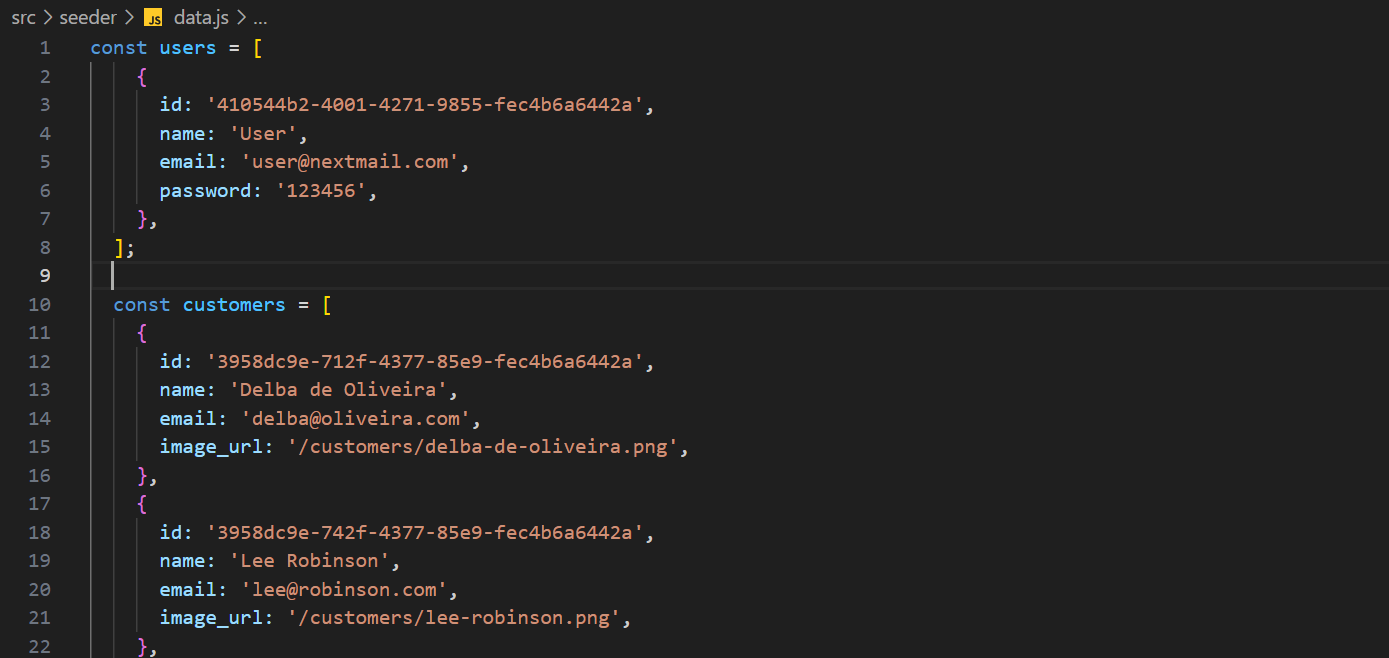 src > seeder > JS data.js > ...
1 const users = [
2 {
3 id: '410544b2-4001-4271-9855-fec4b6a6442a',
4 name: 'User',
5 email: 'user@nextmail.com',
6 password: '123456',
7 },
8 ];
9
10 const customers = [
11 {
12 id: '3958dc9e-712f-4377-85e9-fec4b6a6442a',
13 name: 'Delba de Oliveira',
14 email: 'delba@oliveira.com',
15 image_url: '/customers/delba-de-oliveira.png',
16 },
17 {
18 id: '3958dc9e-742f-4377-85e9-fec4b6a6442a',
19 name: 'Lee Robinson',
20 email: 'lee@robinson.com',
21 image_url: '/customers/lee-robinson.png',
22 },